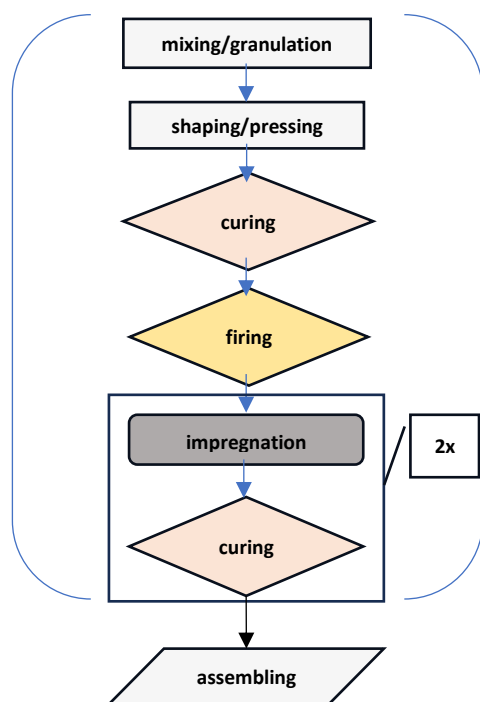 mixing/granulation
shaping/pressing
curing
firing
impregnation
2x
curing
assembling